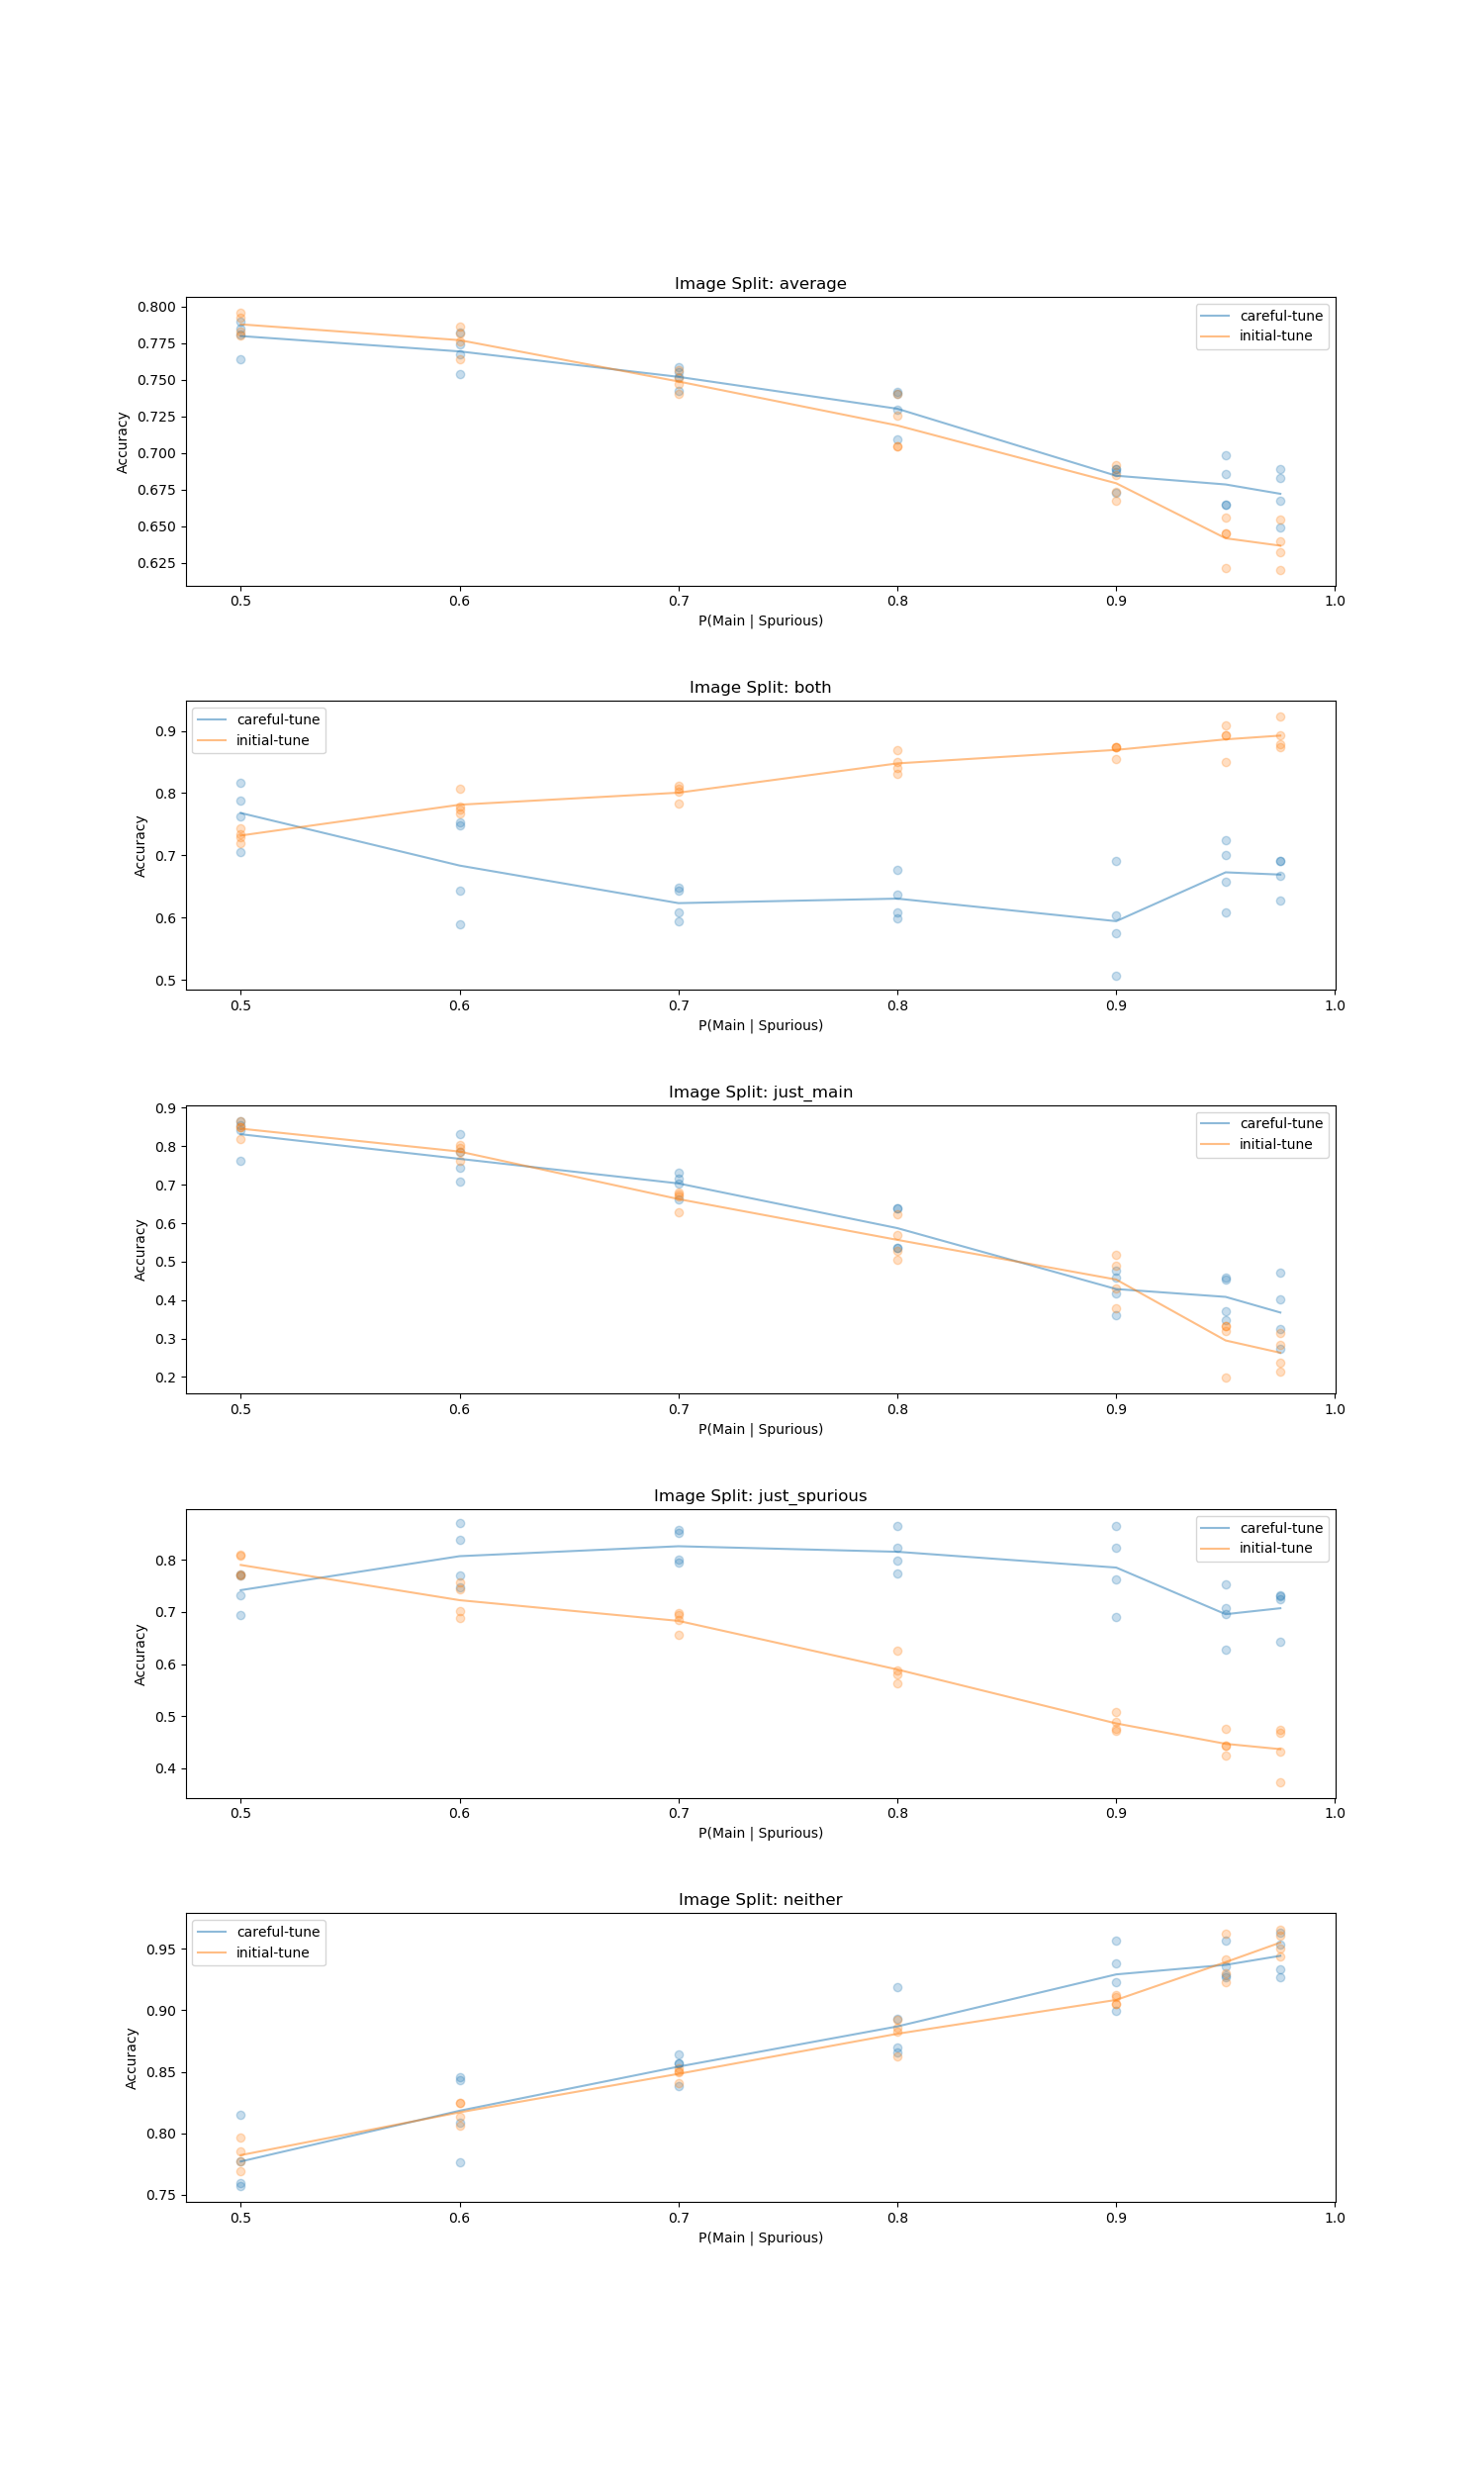 Image Split: average
careful-tune
initial-tune
Accuracy
0.800
0.775
0.750
0.725
0.700
0.675
0.650
0.625
0.5 0.6 0.7 0.8 0.9 1.0
P(Main | Spurious)
Image Split: both
careful-tune
initial-tune
Accuracy
0.9
0.8
0.7
0.6
0.5
0.5 0.6 0.7 0.8 0.9 1.0
P(Main | Spurious)
Image Split: just_main
careful-tune
initial-tune
Accuracy
0.9
0.8
0.7
0.6
0.5
0.4
0.3
0.2
0.5 0.6 0.7 0.8 0.9 1.0
P(Main | Spurious)
Image Split: just_spurious
careful-tune
initial-tune
Accuracy
0.8
0.7
0.6
0.5
0.4
0.5 0.6 0.7 0.8 0.9 1.0
P(Main | Spurious)
Image Split: neither
careful-tune
initial-tune
Accuracy
0.95
0.90
0.85
0.80
0.75
0.5 0.6 0.7 0.8 0.9 1.0
P(Main | Spurious)